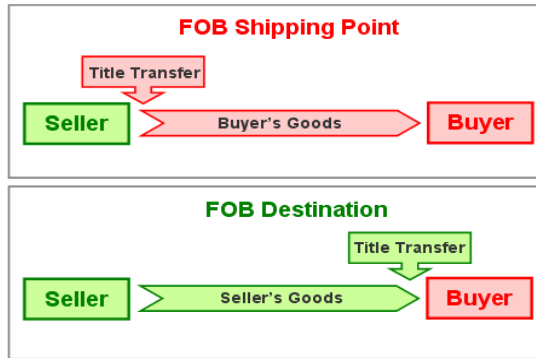 FOB Shipping Point
Title Transfer
Seller
Buyer's Goods
Buyer
FOB Destination
Title Transfer
Seller
Seller's Goods
Buyer